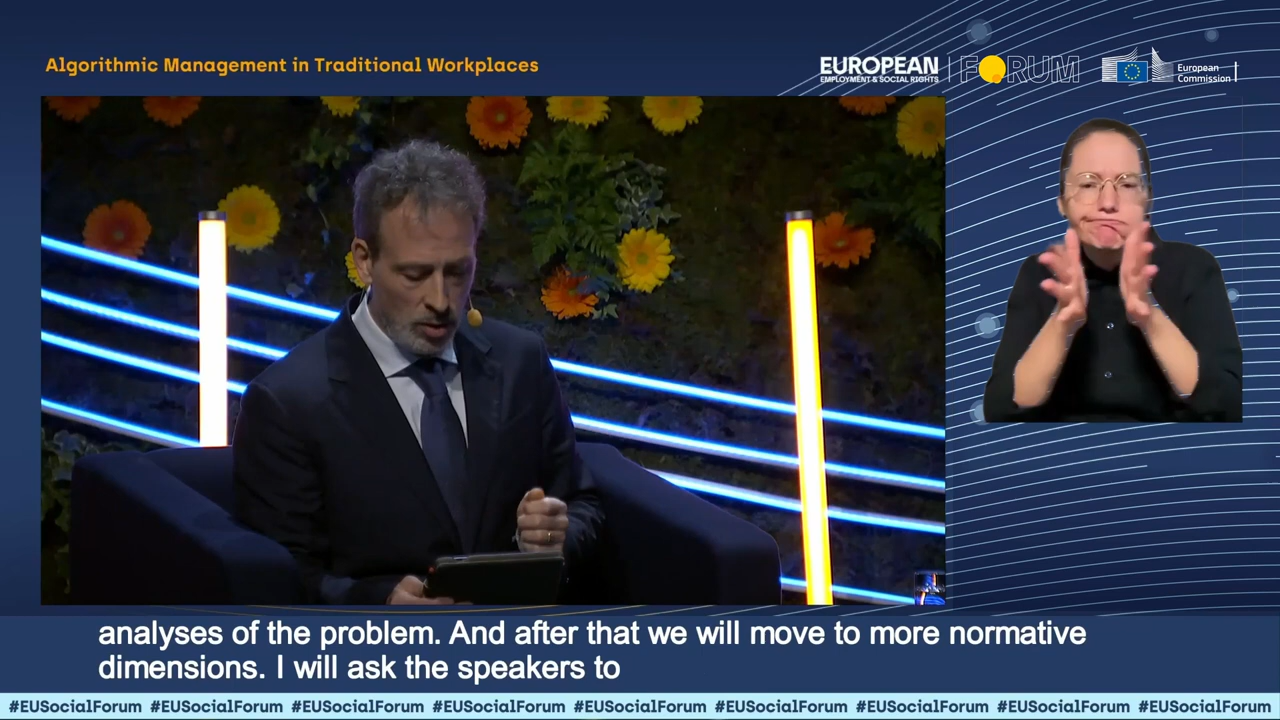 Algorithmic Management in Traditional Workplaces
EUROPEAN
EMPLOYMENT & SOCIAL RIGHTS
FORUM
European
Commission
analyses of the problem. And after that we will move to more normative
dimensions. I will ask the speakers to
#EUSocialForum #EUSocialForum #EUSocialForum #EUSocialForum #EUSocialForum #EUSocialForum #EUSocialForum #EUSocialForum #EUSocialForum